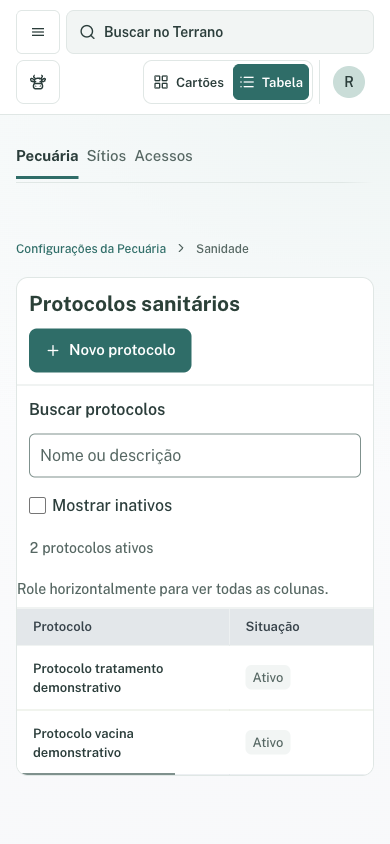 Buscar no Terrano
Cartões
Tabela
R
Pecuária
Sítios
Acessos
Configurações da Pecuária
Sanidade
Protocolos sanitários
Novo protocolo
Buscar protocolos
Nome ou descrição
Mostrar inativos
2 protocolos ativos
Role horizontalmente para ver todas as colunas.
Protocolo
Situação
Protocolo tratamento
demonstrativo
Ativo
Protocolo vacina
demonstrativo
Ativo